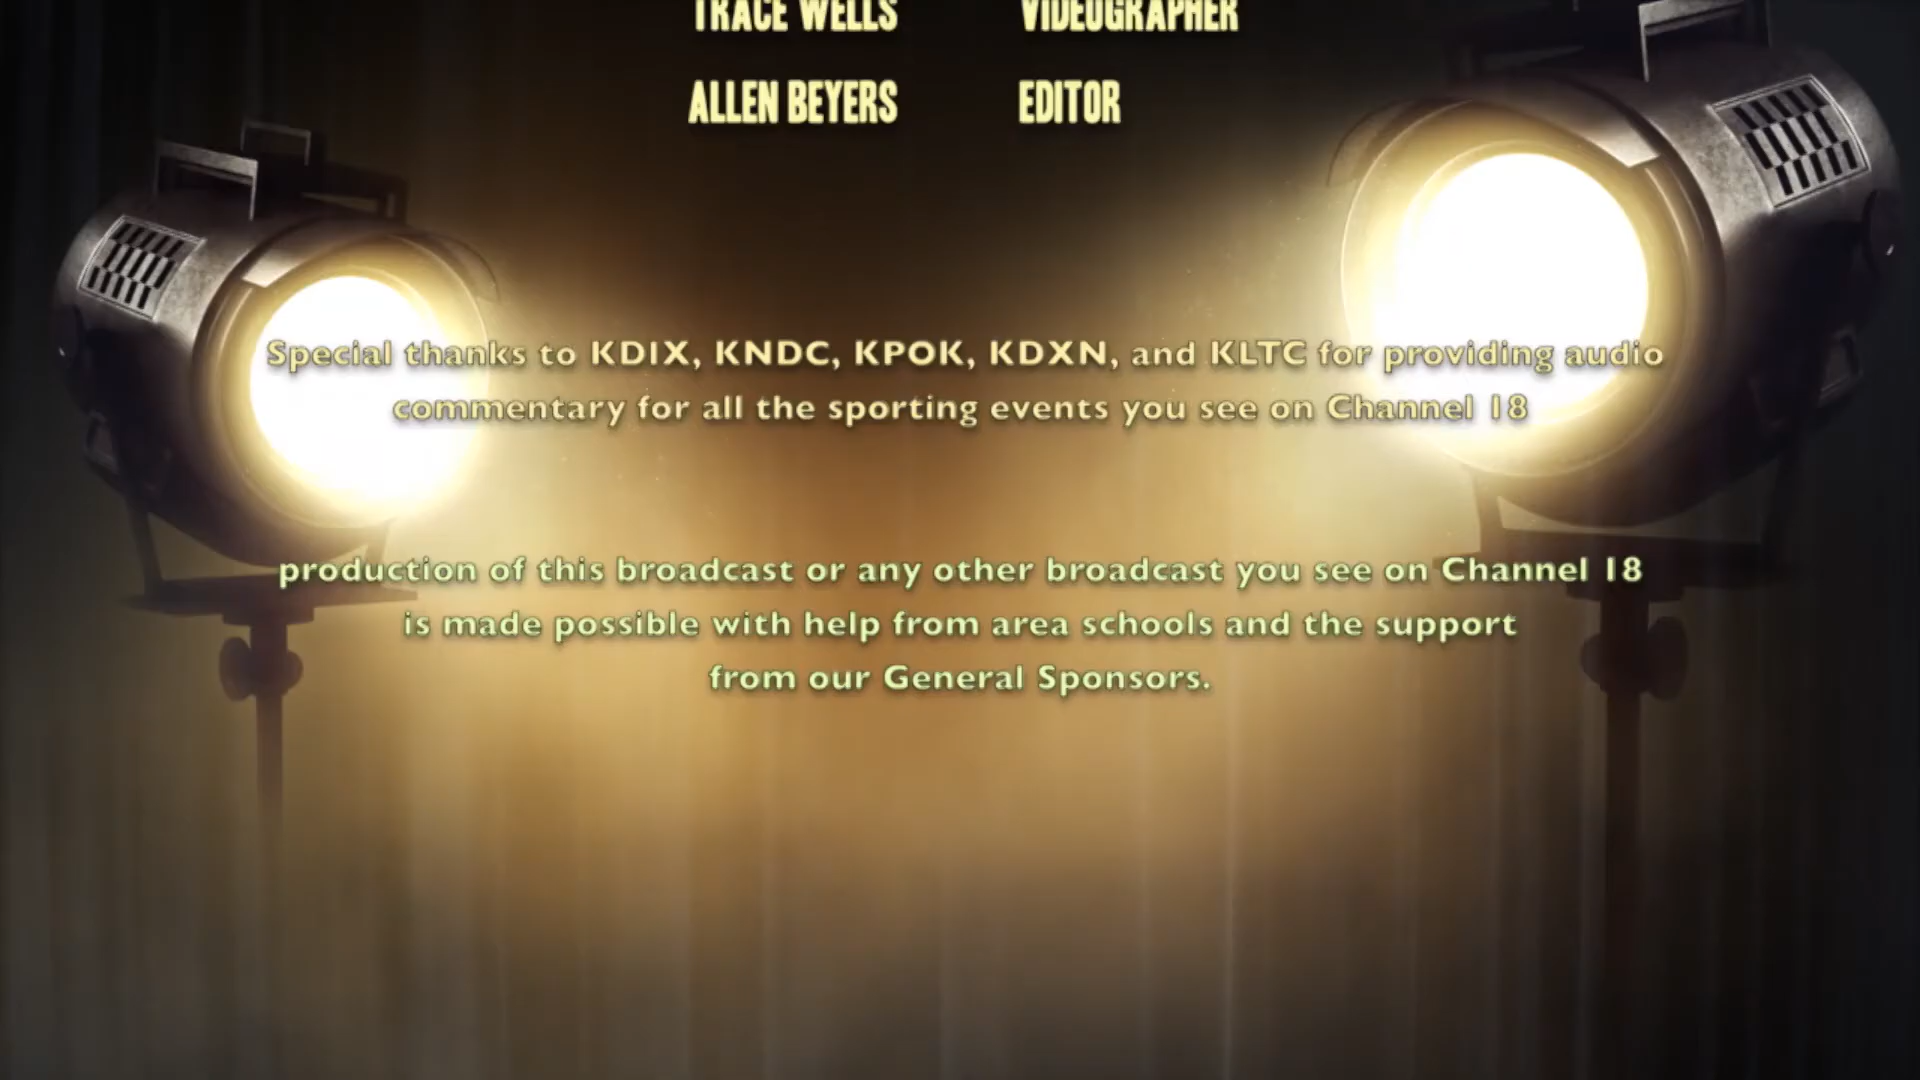 TRACE WELLS VIDEOGRAPHER
ALLEN BEYERS EDITOR
Special thanks to KDIX, KNDC, KPOK, KDXN, and KLTC for providing audio
commentary for all the sporting events you see on Channel 18
production of this broadcast or any other broadcast you see on Channel 18
is made possible with help from area schools and the support
from our General Sponsors.